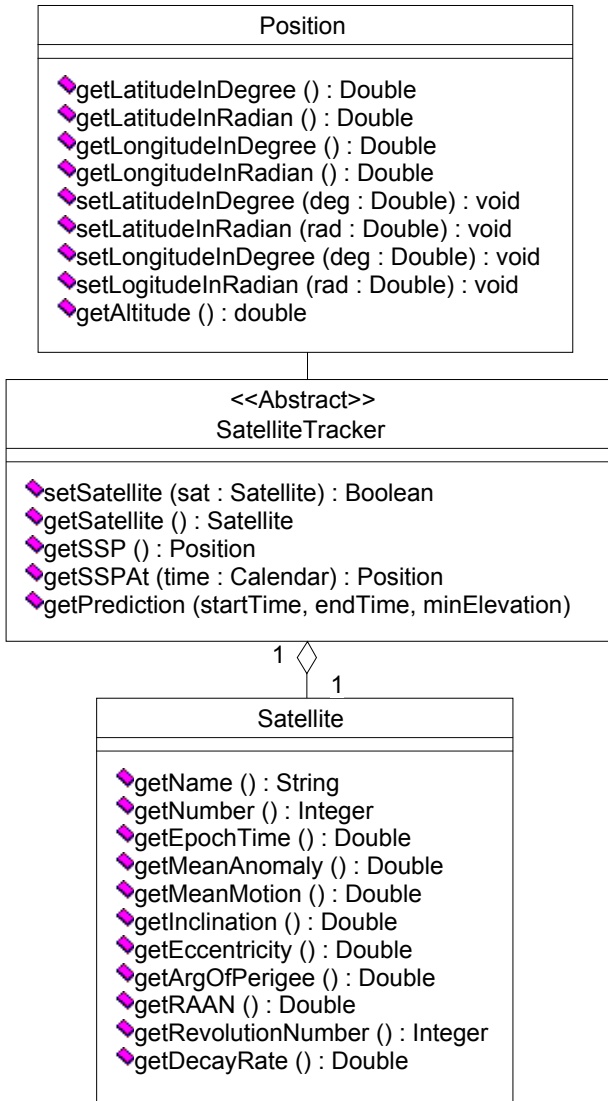 Position
getLatitudeInDegree () : Double
getLatitudeInRadian () : Double
getLongitudeInDegree () : Double
getLongitudeInRadian () : Double
setLatitudeInDegree (deg : Double) : void
setLatitudeInRadian (rad : Double) : void
setLongitudeInDegree (deg : Double) : void
setLogitudeInRadian (rad : Double) : void
getAltitude () : double
<<Abstract>>
SatelliteTracker
setSatellite (sat : Satellite) : Boolean
getSatellite () : Satellite
getSSP () : Position
getSSPAt (time : Calendar) : Position
getPrediction (startTime, endTime, minElevation)
1
1
Satellite
getName () : String
getNumber () : Integer
getEpochTime () : Double
getMeanAnomaly () : Double
getMeanMotion () : Double
getInclination () : Double
getEccentricity () : Double
getArgOfPerigee () : Double
getRAAN () : Double
getRevolutionNumber () : Integer
getDecayRate () : Double